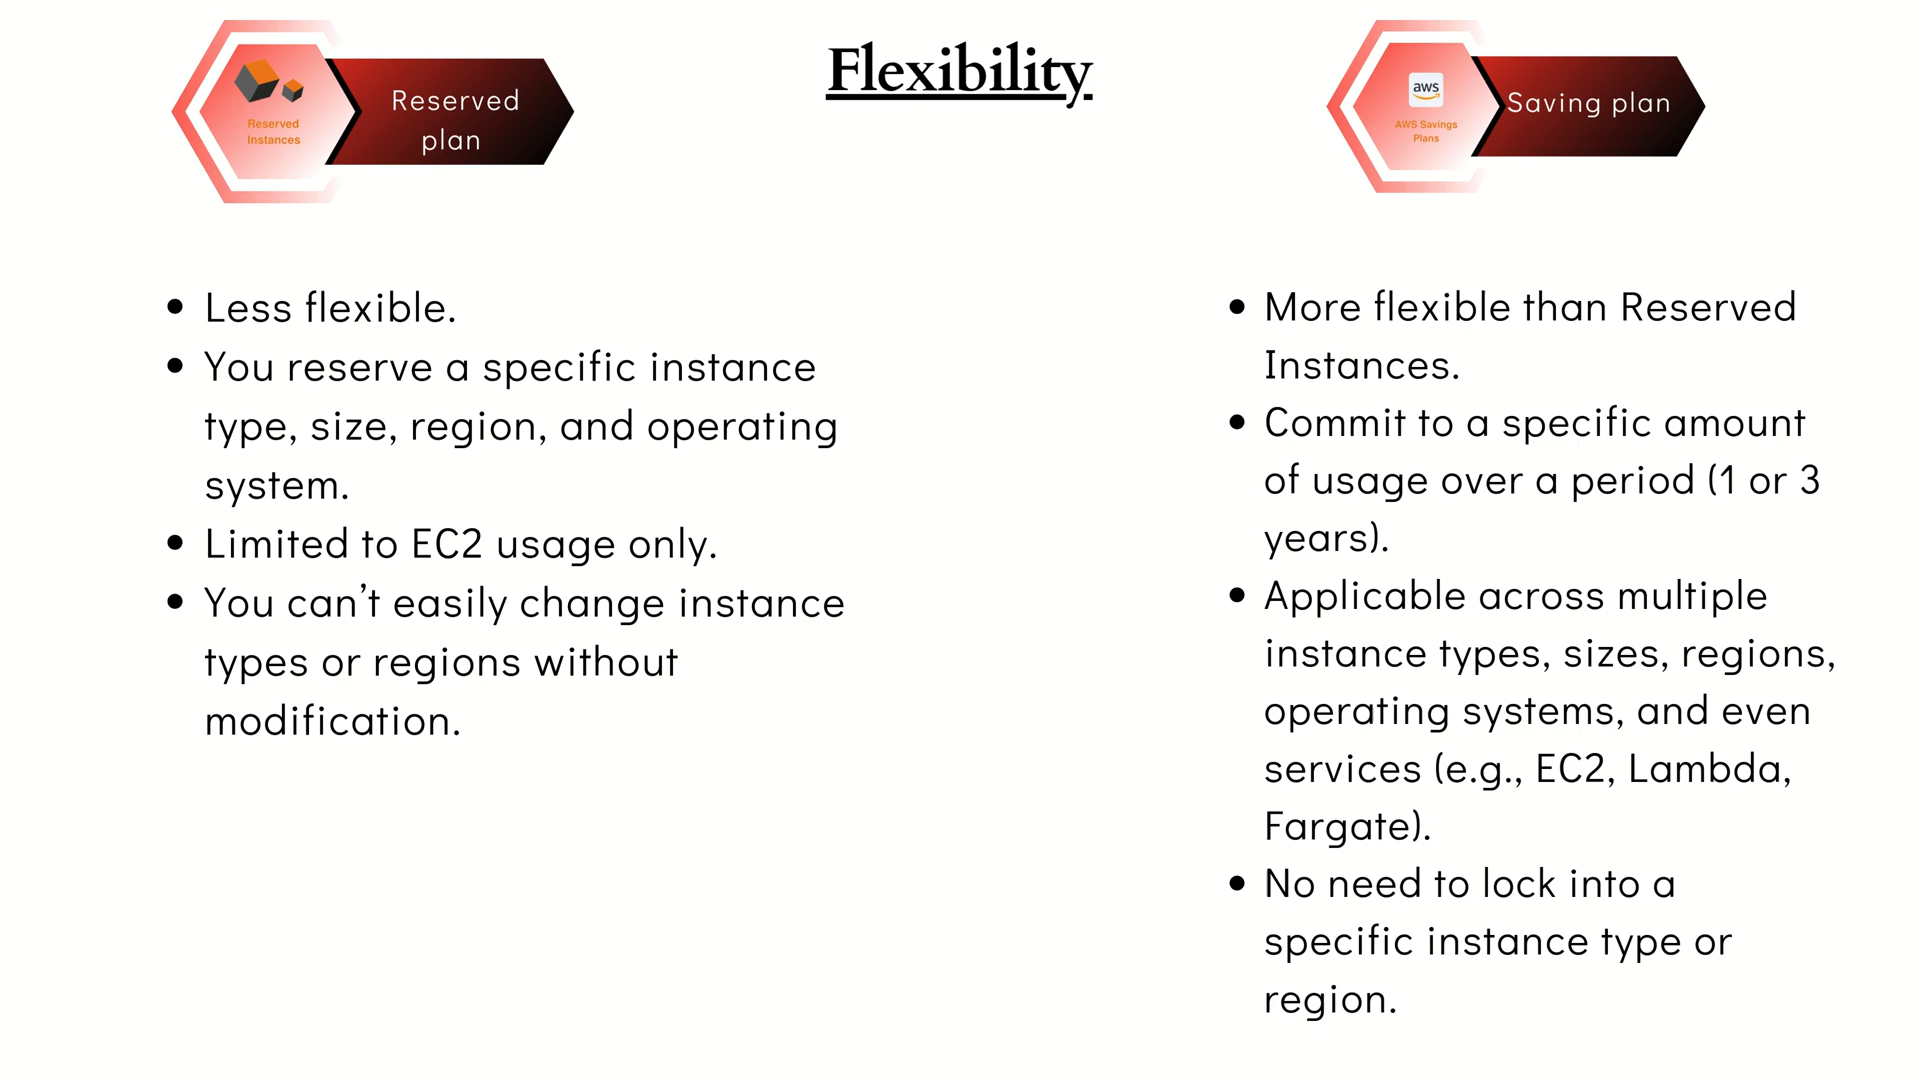 Flexibility
Reserved
Instances
Reserved
plan
• Less flexible.
• You reserve a specific instance
type, size, region, and operating
system.
• Limited to EC2 usage only.
• You can’t easily change instance
types or regions without
modification.
aws
AWS Savings
Plans
Saving plan
• More flexible than Reserved
Instances.
• Commit to a specific amount
of usage over a period (1 or 3
years).
• Applicable across multiple
instance types, sizes, regions,
operating systems, and even
services (e.g., EC2, Lambda,
Fargate).
• No need to lock into a
specific instance type or
region.